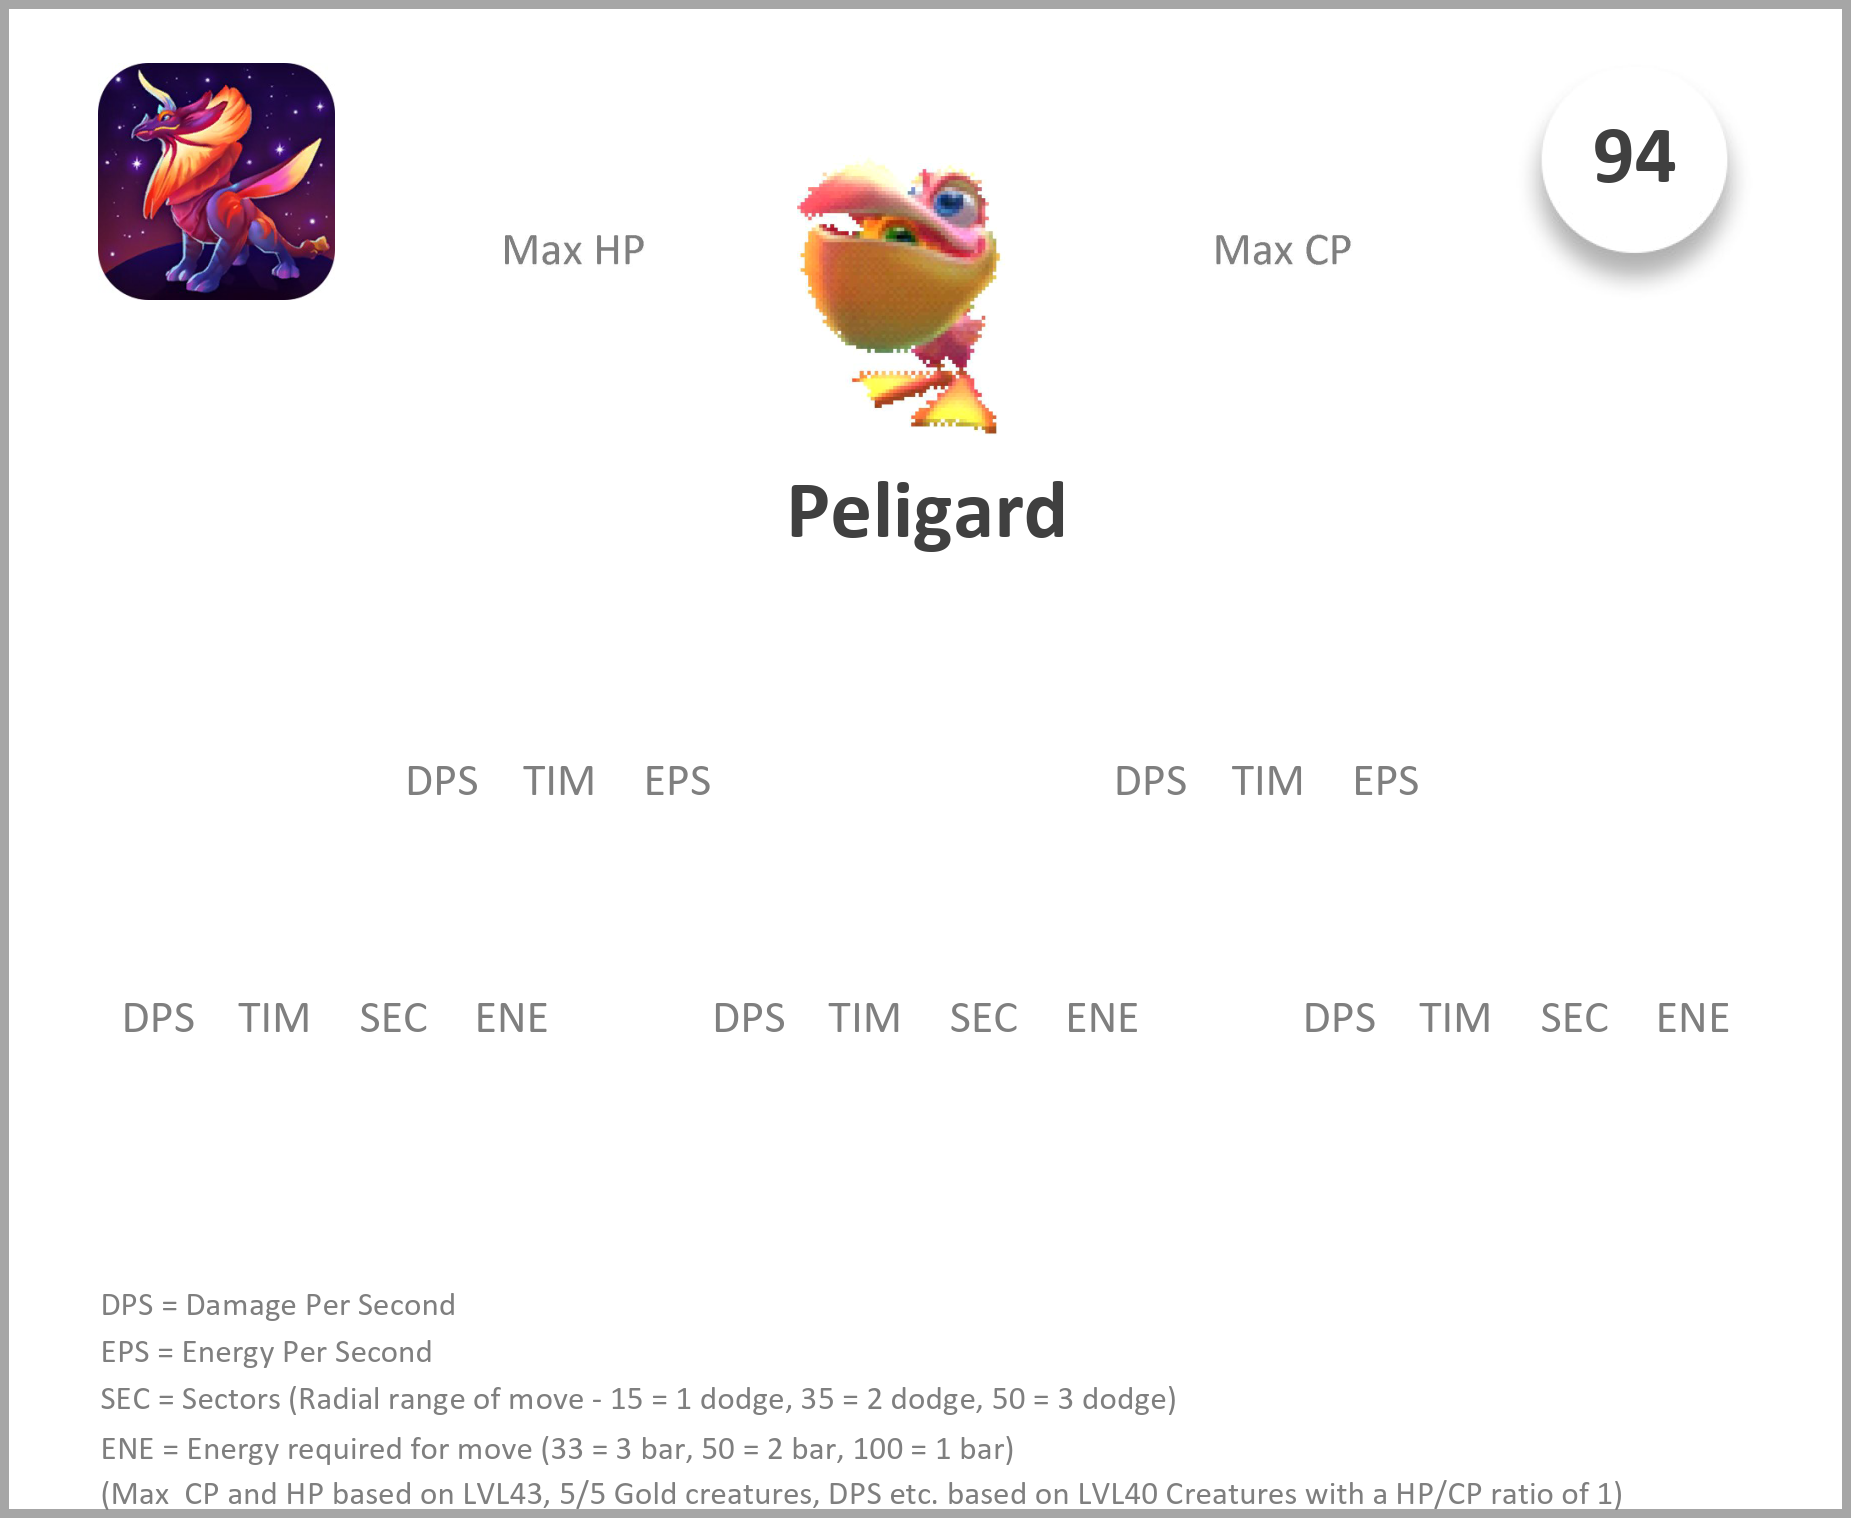 94
Max HP
Max CP
Peligard
DPS TIM EPS DPS TIM EPS
DPS TIM SEC ENE DPS TIM SEC ENE DPS TIM SEC ENE
DPS = Damage Per Second
EPS = Energy Per Second
SEC = Sectors (Radial range of move - 15 = 1 dodge, 35 = 2 dodge, 50 = 3 dodge)
ENE = Energy required for move (33 = 3 bar, 50 = 2 bar, 100 = 1 bar)
(Max  CP and HP based on LVL43, 5/5 Gold creatures, DPS etc. based on LVL40 Creatures with a HP/CP ratio of 1)